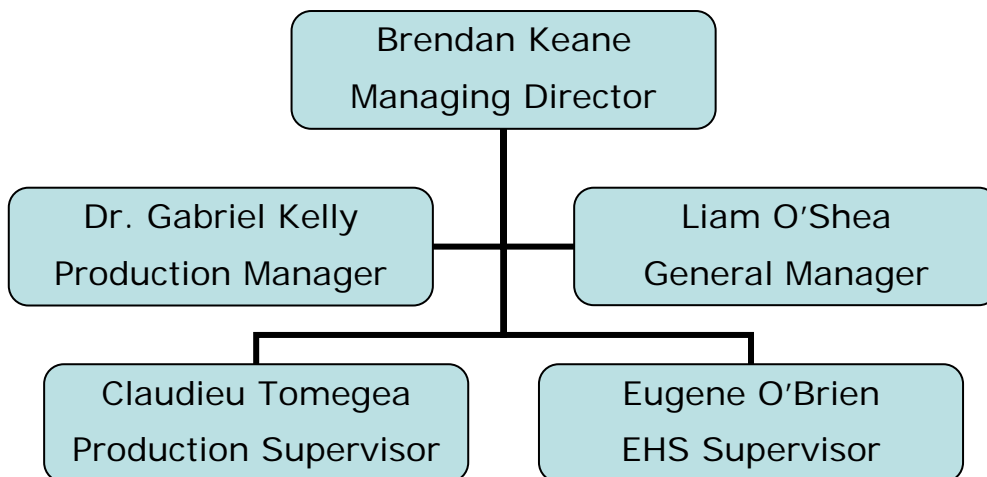 Brendan Keane
Managing Director
Dr. Gabriel Kelly
Production Manager
Liam O’Shea
General Manager
Claudieu Tomegea
Production Supervisor
Eugene O’Brien
EHS Supervisor